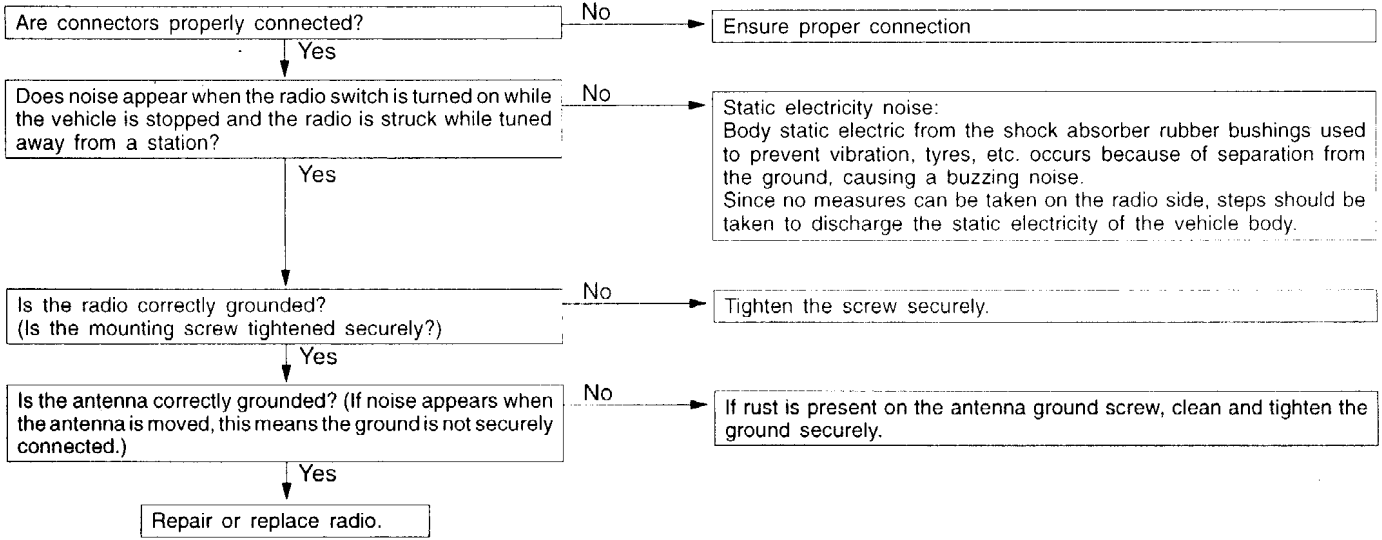 Are connectors properly connected?
No
Ensure proper connection
Yes
Does noise appear when the radio switch is turned on while
the vehicle is stopped and the radio is struck while tuned
away from a station?
No
Static electricity noise:
Body static electric from the shock absorber rubber bushings used
to prevent vibration, tyres, etc. occurs because of separation from
the ground, causing a buzzing noise.
Since no measures can be taken on the radio side, steps should be
taken to discharge the static electricity of the vehicle body.
Yes
Is the radio correctly grounded?
(Is the mounting screw tightened securely?)
No
Tighten the screw securely.
Yes
Is the antenna correctly grounded? (If noise appears when
the antenna is moved, this means the ground is not securely
connected.)
No
If rust is present on the antenna ground screw, clean and tighten the
ground securely.
Yes
Repair or replace radio.